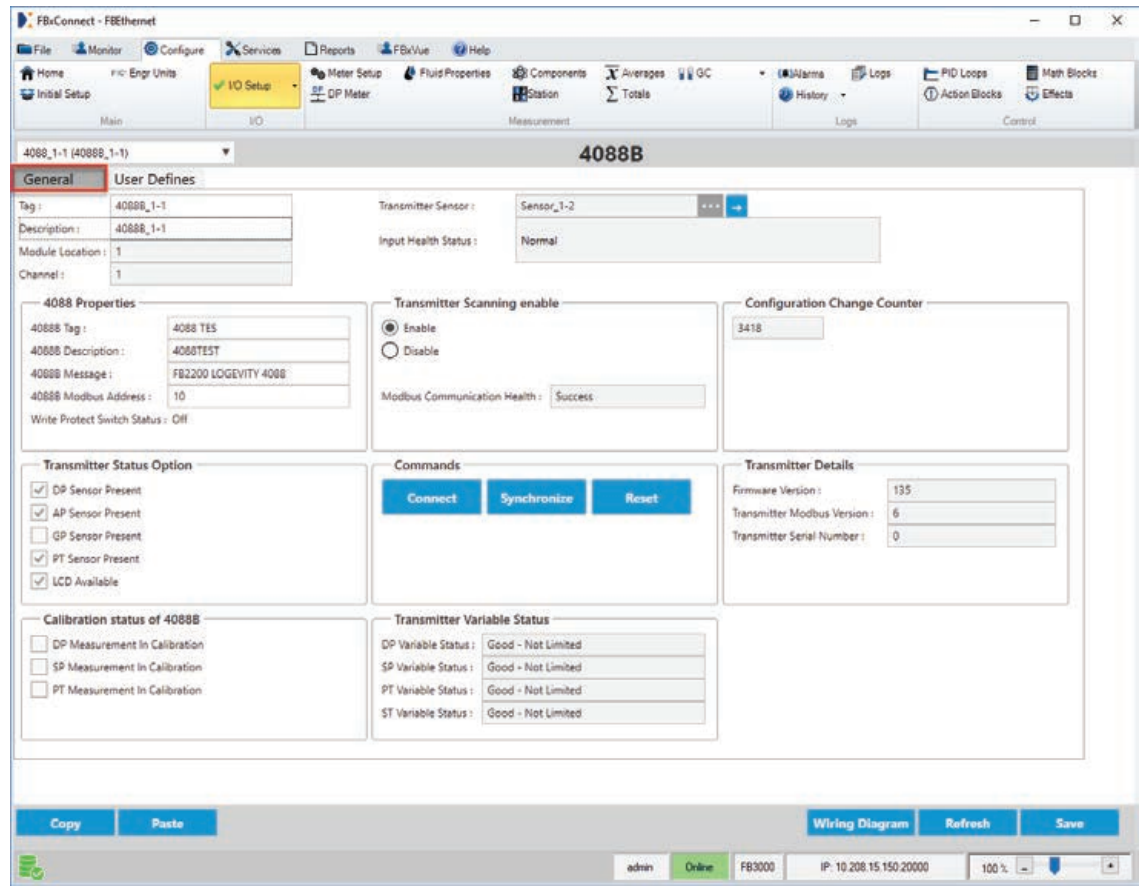 FBxConnect - FBEthernet
File Monitor Configure Services Reports FBxVue Help
Home Engr Units I/O Setup Meter Setup Fluid Properties Components Averages GC Alarms Logs PID Loops Math Blocks
Initial Setup DP Meter Station Totals History Action Blocks Effects
Main I/O Measurement Logs Control
4088_1-1 (4088B_1-1) 4088B
General User Defines
Tag : 4088B_1-1 Transmitter Sensor : Sensor_1-2
Description : 4088B_1-1
Input Health Status : Normal
Module Location : 1
Channel : 1
4088 Properties Transmitter Scanning enable Configuration Change Counter
4088B Tag : 4088 TES Enable 3418
4088B Description : 4088TEST Disable
4088B Message : FB2200 LOGEVITY 4088
4088B Modbus Address : 10 Modbus Communication Health : Success
Write Protect Switch Status : Off
Transmitter Status Option Commands Transmitter Details
DP Sensor Present Connect Synchronize Reset Firmware Version : 135
AP Sensor Present Transmitter Modbus Version : 6
GP Sensor Present Transmitter Serial Number : 0
PT Sensor Present
LCD Available
Calibration status of 4088B Transmitter Variable Status
DP Measurement In Calibration DP Variable Status : Good - Not Limited
SP Measurement In Calibration SP Variable Status : Good - Not Limited
PT Measurement In Calibration PT Variable Status : Good - Not Limited
ST Variable Status : Good - Not Limited
Copy Paste Wiring Diagram Refresh Save
admin Online FB3000 IP: 10.208.15.150:20000 100 %